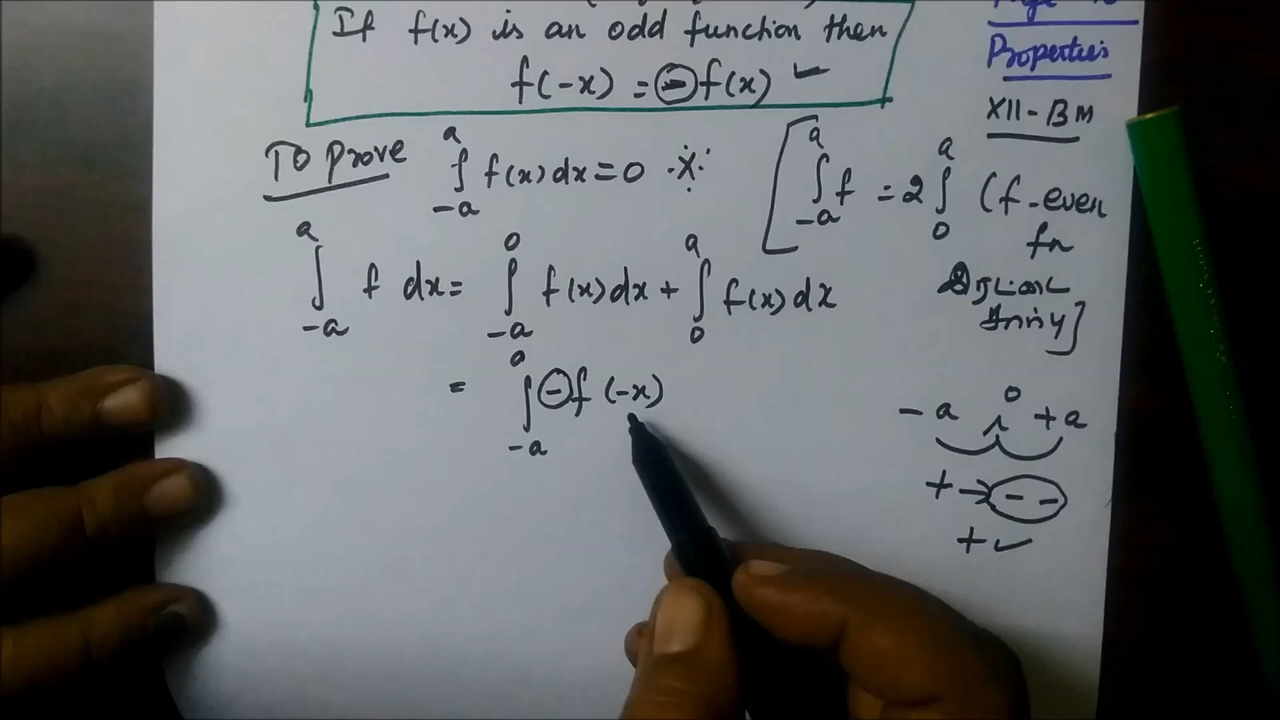 If f(x) is an odd function then
f(-x) = -f(x) ✓
Properties
XII - BM
To prove ∫_{-a}^{a} f(x) dx = 0
[∫_{-a}^{a} f = 2 ∫_{0}^{a} (f - even
fn
∫_{-a}^{a} f dx = ∫_{-a}^{0} f(x) dx + ∫_{0}^{a} f(x) dx
= ∫_{-a}^{0} -f(-x)
-a 0 +a
+ → - -
+ ✓